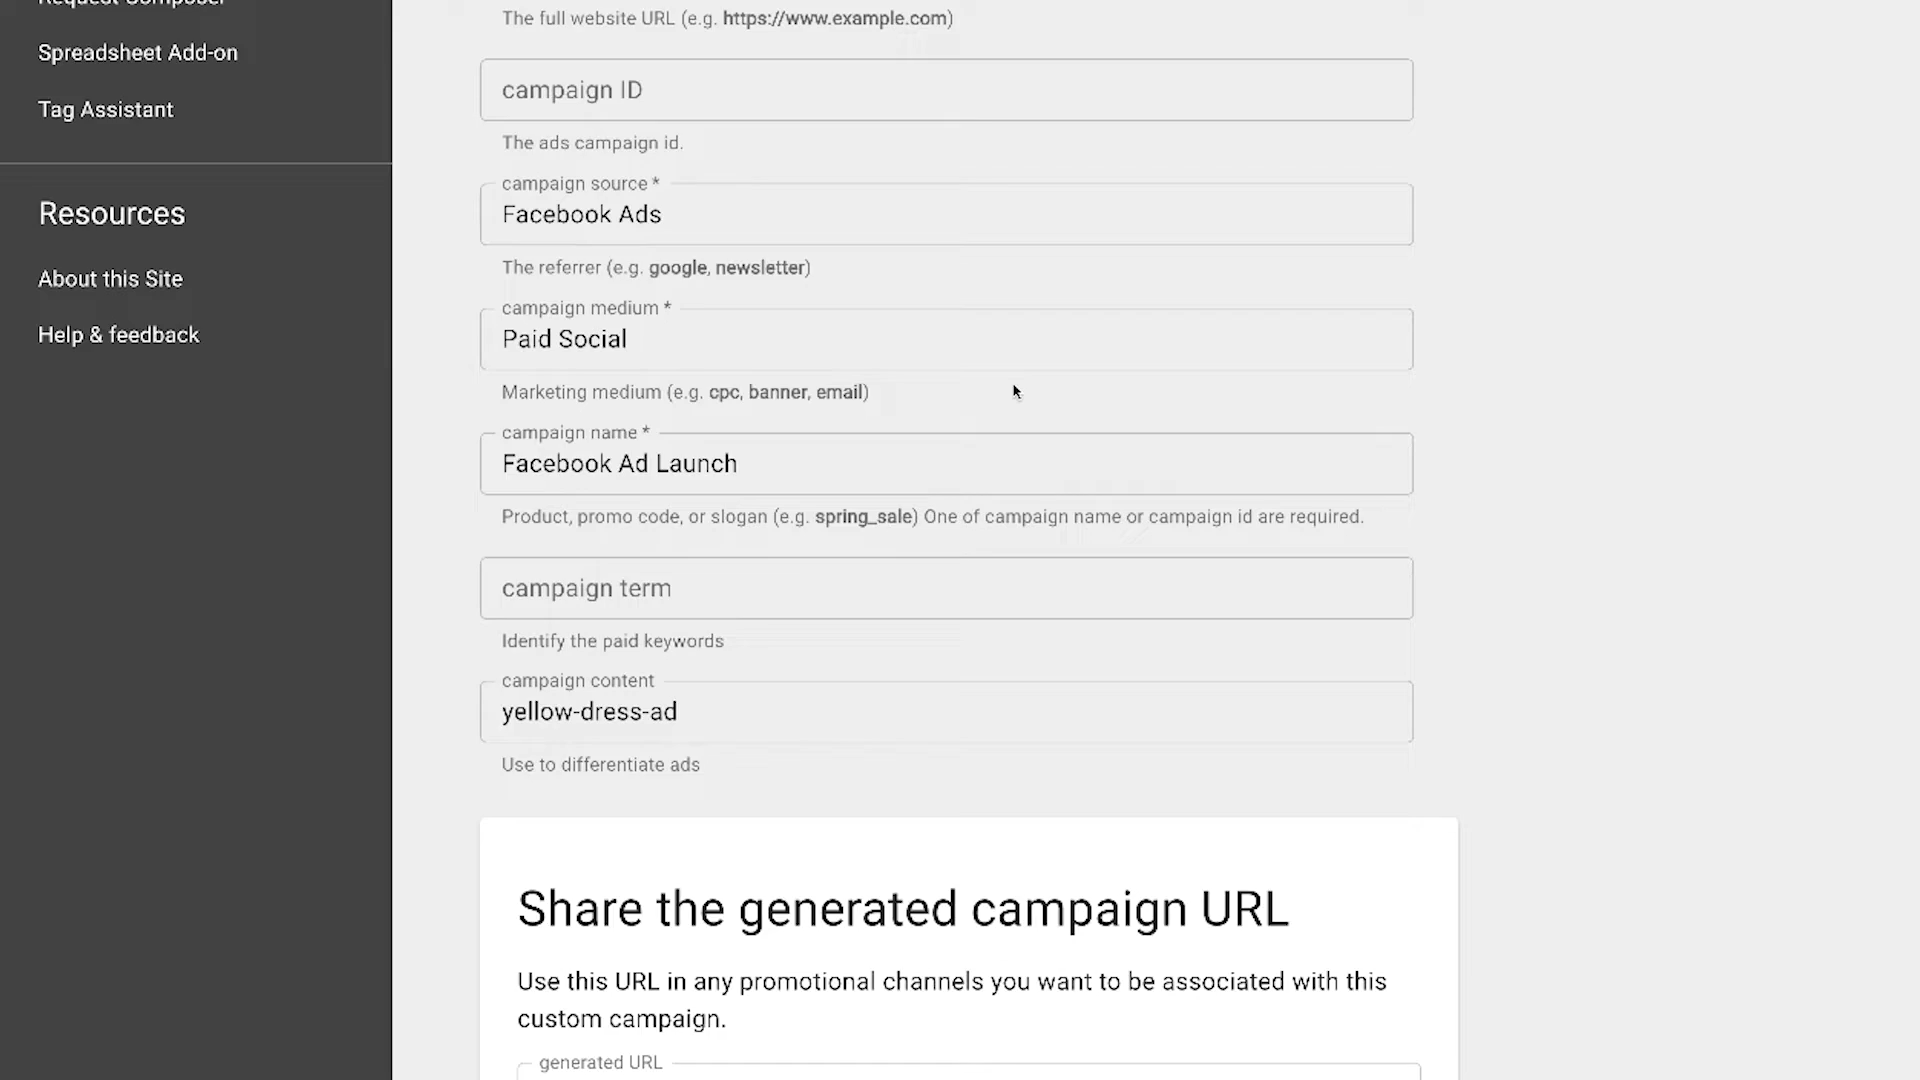 Request Composer
Spreadsheet Add-on
Tag Assistant
Resources
About this Site
Help & feedback
The full website URL (e.g. https://www.example.com)
campaign ID
The ads campaign id.
campaign source *
Facebook Ads
The referrer (e.g. google, newsletter)
campaign medium *
Paid Social
Marketing medium (e.g. cpc, banner, email)
campaign name *
Facebook Ad Launch
Product, promo code, or slogan (e.g. spring_sale) One of campaign name or campaign id are required.
campaign term
Identify the paid keywords
campaign content
yellow-dress-ad
Use to differentiate ads
Share the generated campaign URL
Use this URL in any promotional channels you want to be associated with this
custom campaign.
generated URL